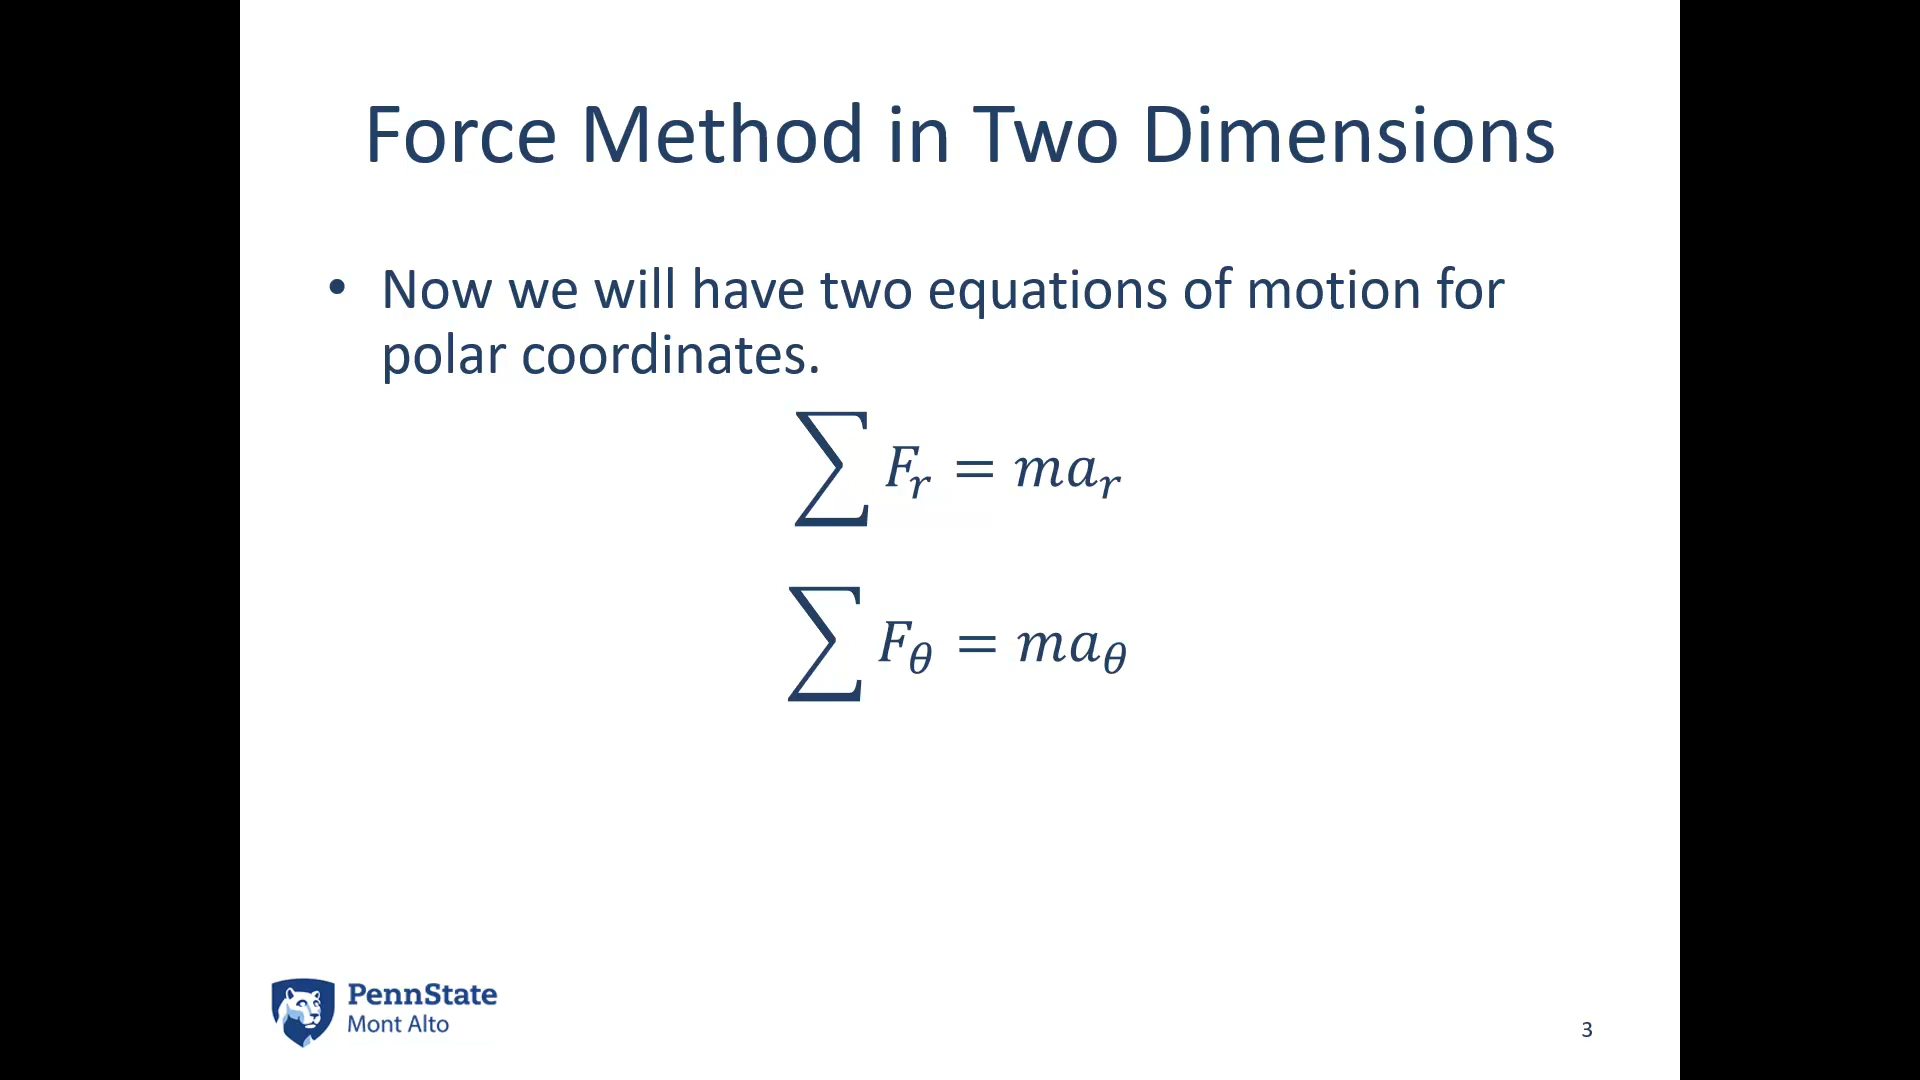 Force Method in Two Dimensions
• Now we will have two equations of motion for
polar coordinates.
∑ F_r = ma_r
∑ F_θ = ma_θ
PennState
Mont Alto
3